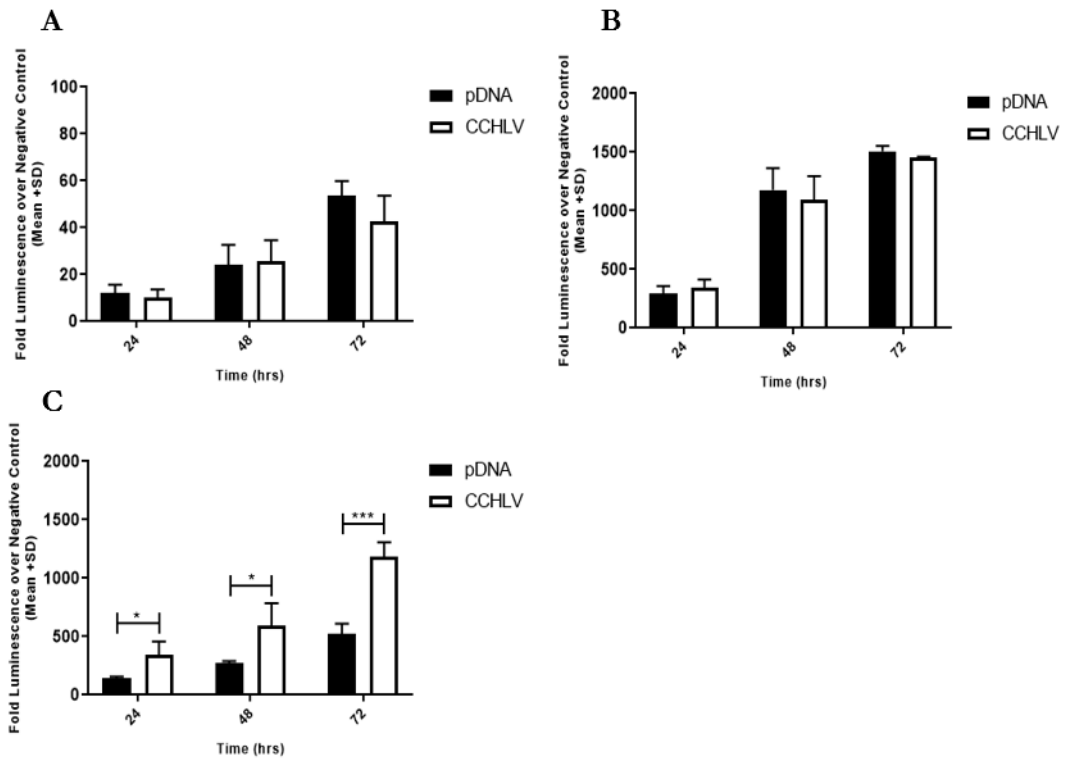 A
Fold Luminescence over Negative Control
(Mean +SD)
100
80
60
40
20
0
24
48
72
Time (hrs)
pDNA
CCHLV
B
Fold Luminescence over Negative Control
(Mean +SD)
2000
1500
1000
500
0
24
48
72
Time (hrs)
pDNA
CCHLV
C
Fold Luminescence over Negative Control
(Mean +SD)
2000
1500
1000
500
0
*
*
***
24
48
72
Time (hrs)
pDNA
CCHLV